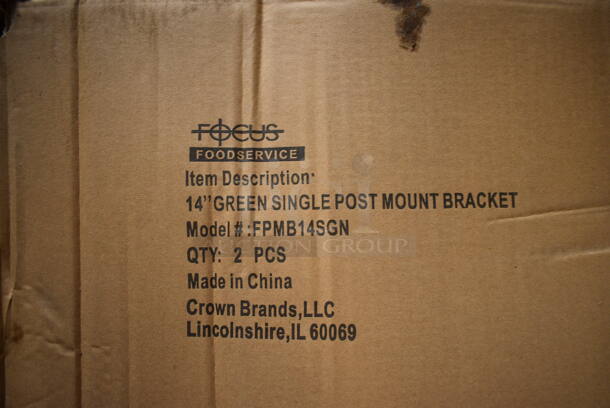 FOCUS
FOODSERVICE
Item Description:
14"GREEN SINGLE POST MOUNT BRACKET
Model #:FPMB14SGN
QTY: 2 PCS
Made in China
Crown Brands,LLC
Lincolnshire,IL 60069
GROUP